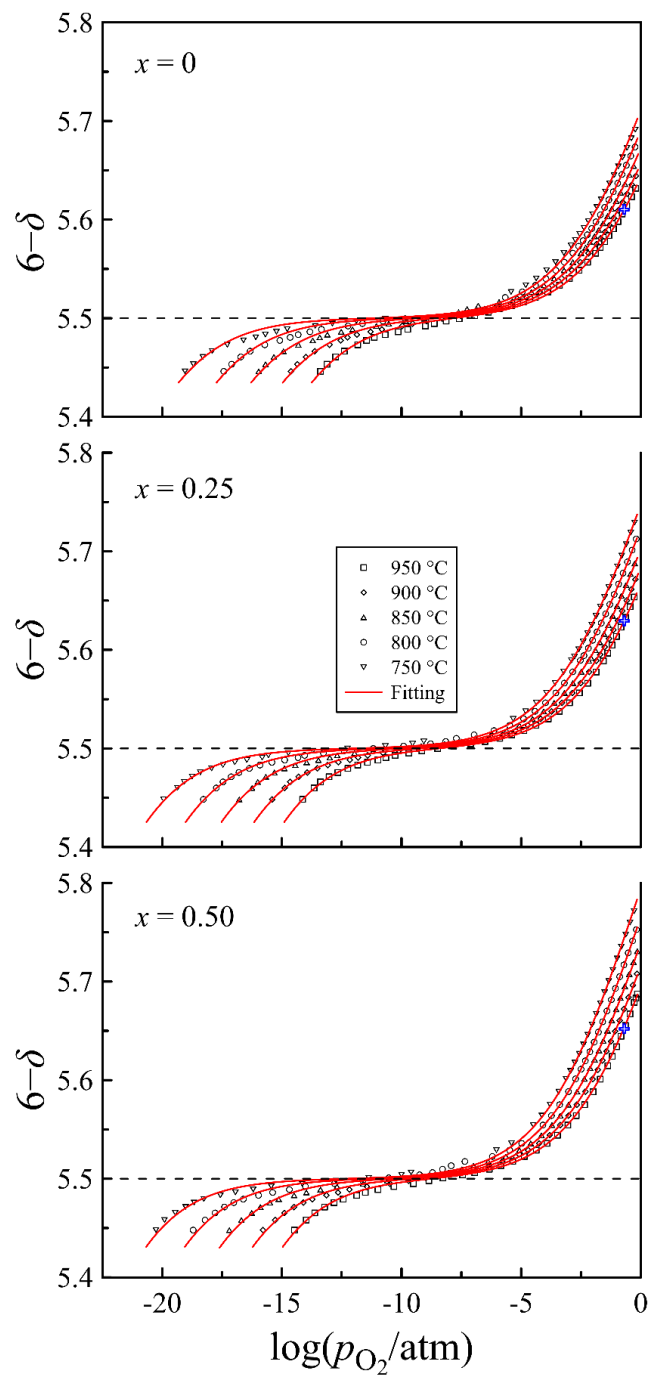 5.8
x = 0
5.7
5.6
6−δ
5.5
5.4
5.8
x = 0.25
5.7
950 °C
900 °C
850 °C
800 °C
750 °C
Fitting
5.6
6−δ
5.5
5.4
5.8
x = 0.50
5.7
5.6
6−δ
5.5
5.4
-20 -15 -10 -5 0
log(pO2/atm)